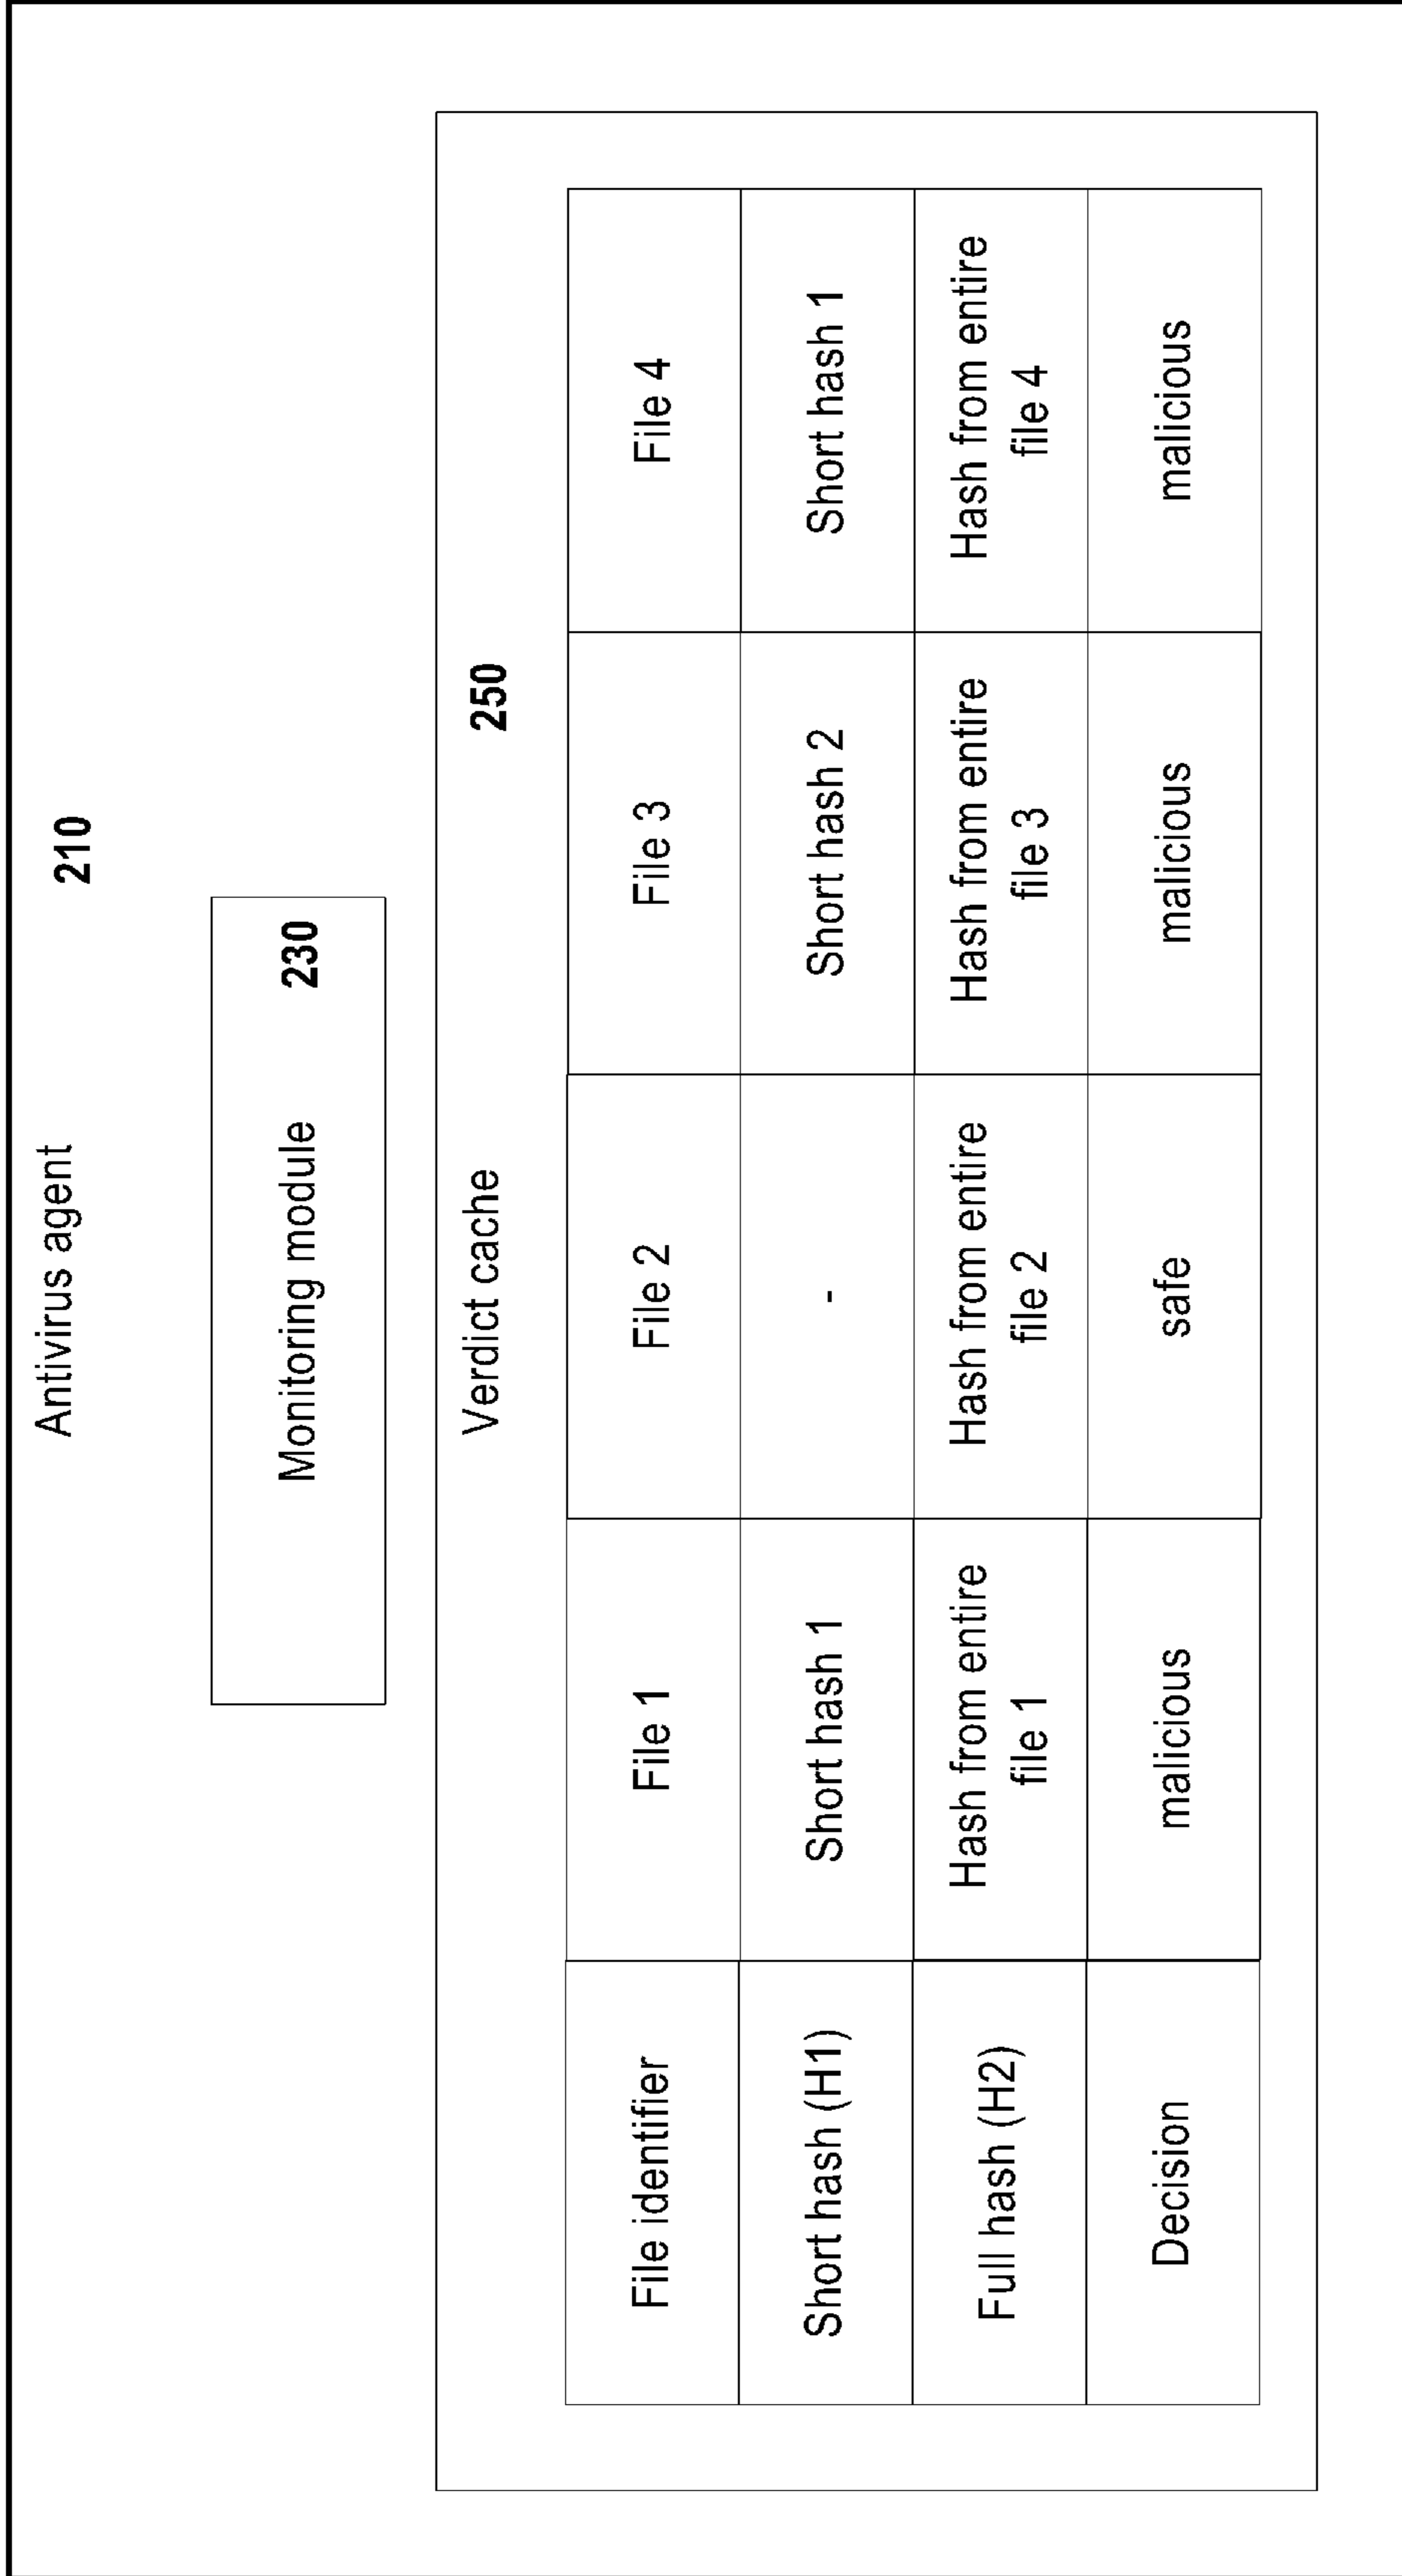 Antivirus agent 210
Monitoring module 230
Verdict cache 250
File identifier File 1 File 2 File 3 File 4
Short hash (H1) Short hash 1 - Short hash 2 Short hash 1
Full hash (H2) Hash from entire Hash from entire Hash from entire Hash from entire
file 1 file 2 file 3 file 4
Decision malicious safe malicious malicious